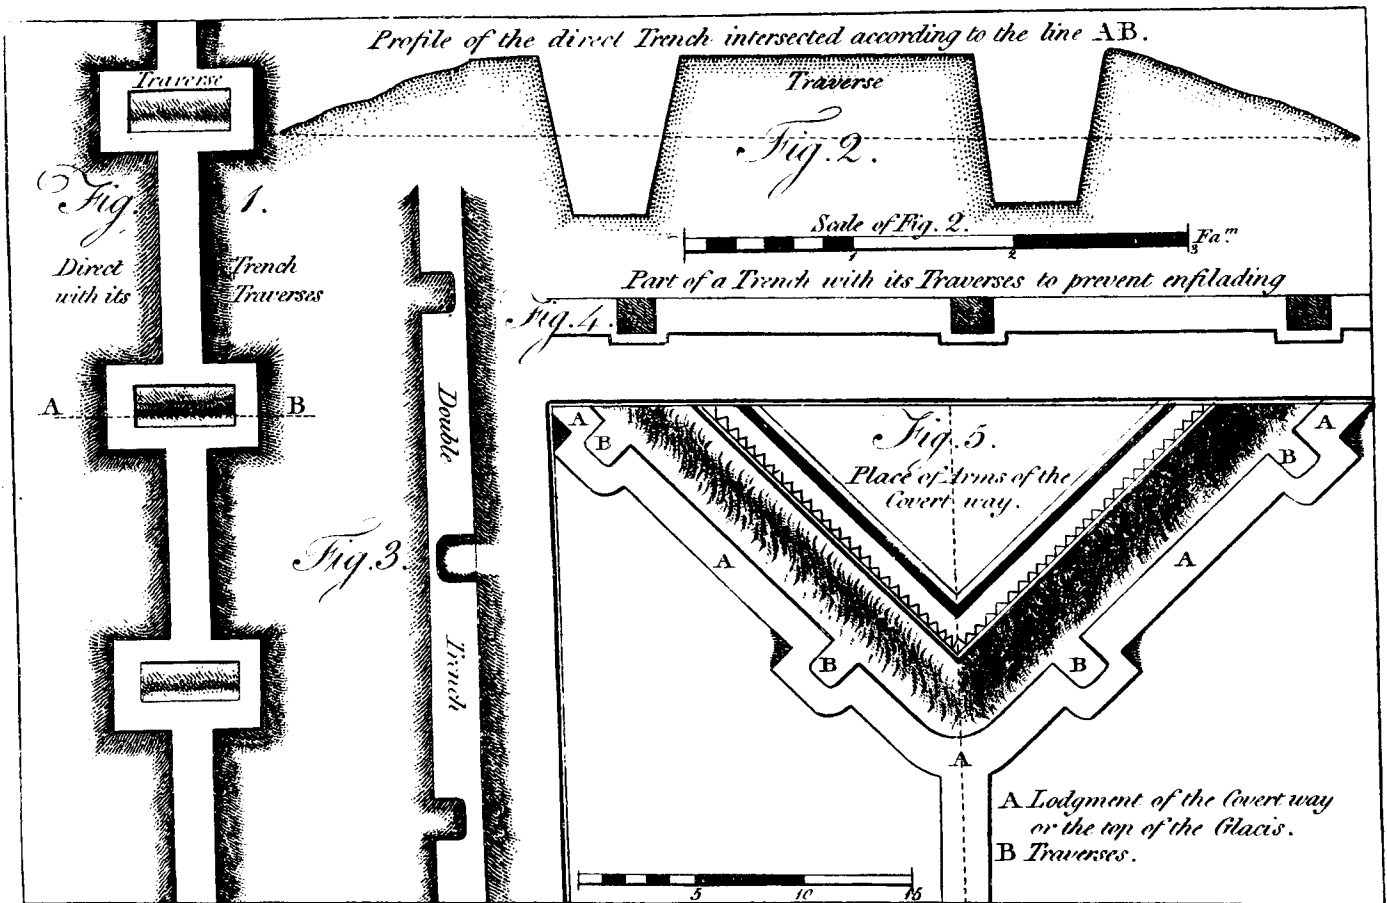 Profile of the direct Trench intersected according to the line AB.
Traverse
Traverse
Fig. 2.
Fig. 1.
Scale of Fig. 2.
1 2 3 Fa.m
Direct Trench
with its Traverses
Part of a Trench with its Traverses to prevent enfilading
Fig. 4.
A B
Double Trench
Fig. 3.
A A
B B
Fig. 5.
Place of Arms of the
Covert way.
A A
B B
A
A Lodgment of the Covert way
or the top of the Glacis.
B Traverses.
5 10 15